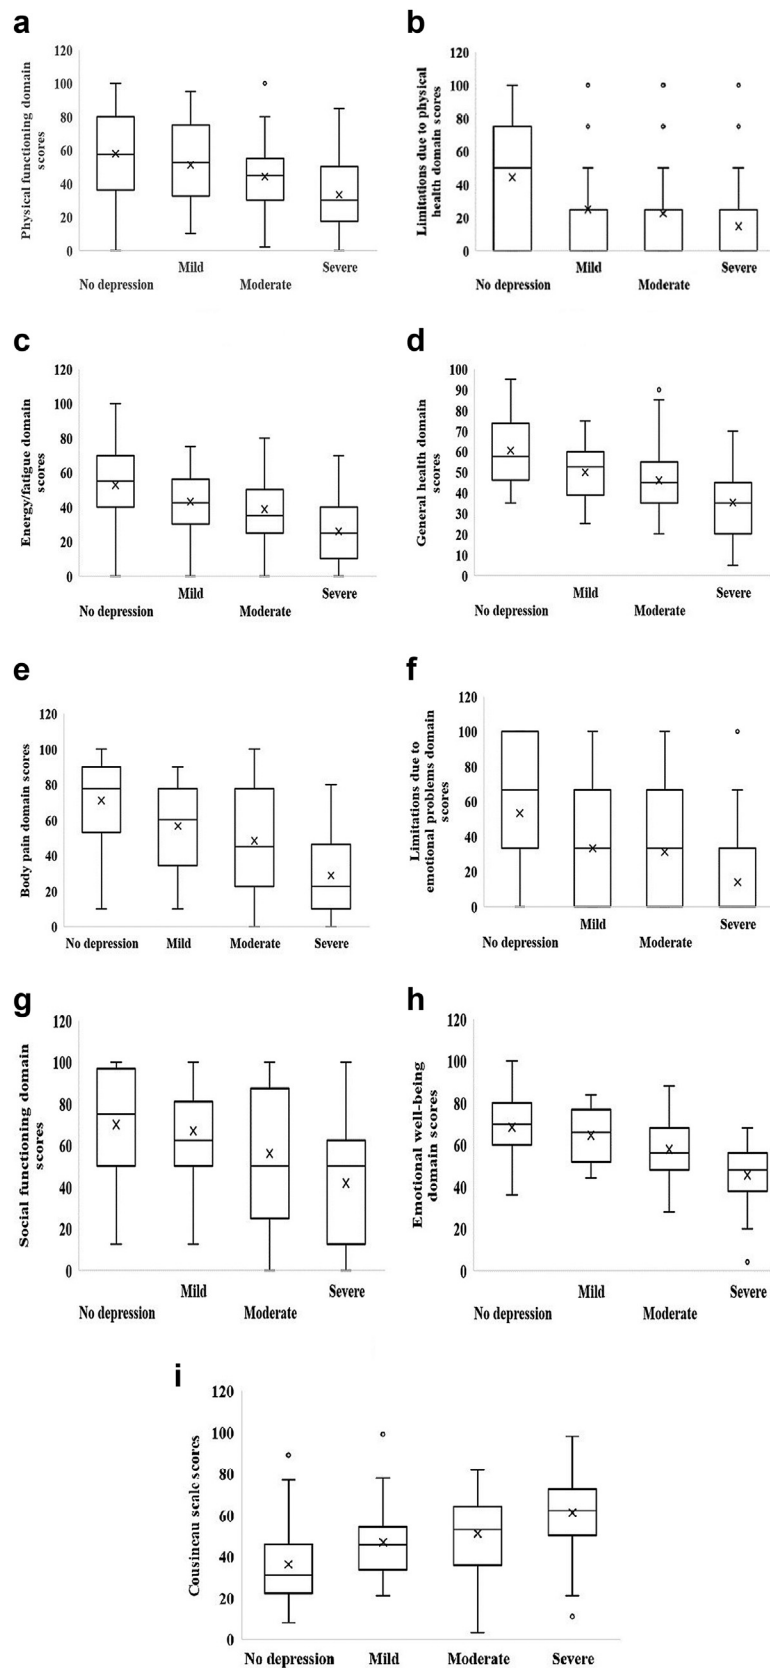 a
Physical functioning domain
scores
120
100
80
60
40
20
0
Mild
Severe
No depression
Moderate
b
Limitations due to physical
health domain scores
120
100
80
60
40
20
0
Mild
Severe
No depression
Moderate
c
Energy/fatigue domain
scores
120
100
80
60
40
20
0
Mild
Severe
No depression
Moderate
d
General health domain
scores
100
90
80
70
60
50
40
30
20
10
0
Mild
Severe
No depression
Moderate
e
Body pain domain scores
120
100
80
60
40
20
0
No depression
Mild
Moderate
Severe
f
Limitations due to
emotional problems domain
scores
120
100
80
60
40
20
0
Mild
Severe
No depression
Moderate
g
Social functioning domain
scores
120
100
80
60
40
20
0
Mild
Severe
No depression
Moderate
h
Emotional well-being
domain scores
120
100
80
60
40
20
0
Mild
Severe
No depression
Moderate
i
Cousineau scale scores
120
100
80
60
40
20
0
No depression
Mild
Moderate
Severe